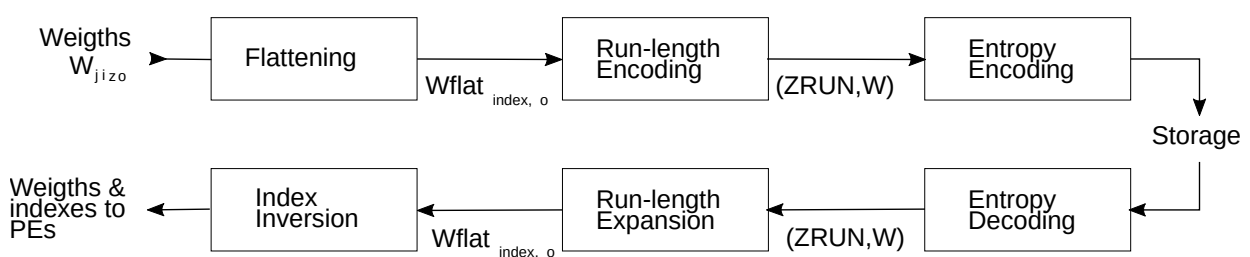 Weigths
W j i z o
Flattening
Wflat index, o
Run-length
Encoding
(ZRUN,W)
Entropy
Encoding
Storage
Weigths &
indexes to
PEs
Index
Inversion
Wflat index, o
Run-length
Expansion
(ZRUN,W)
Entropy
Decoding